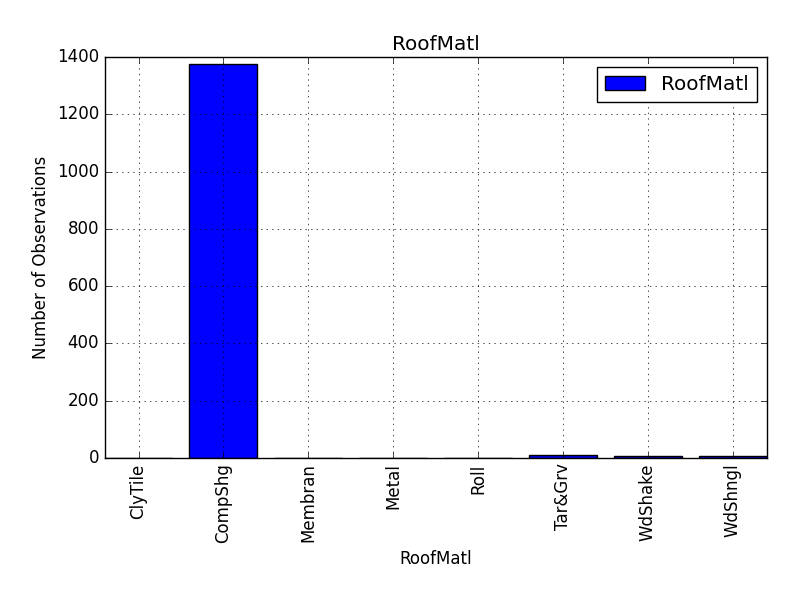 RoofMatl
RoofMatl
1400
1200
1000
800
600
400
200
0
Number of Observations
ClyTile
CompShg
Membran
Metal
Roll
Tar&Grv
WdShake
WdShngl
RoofMatl